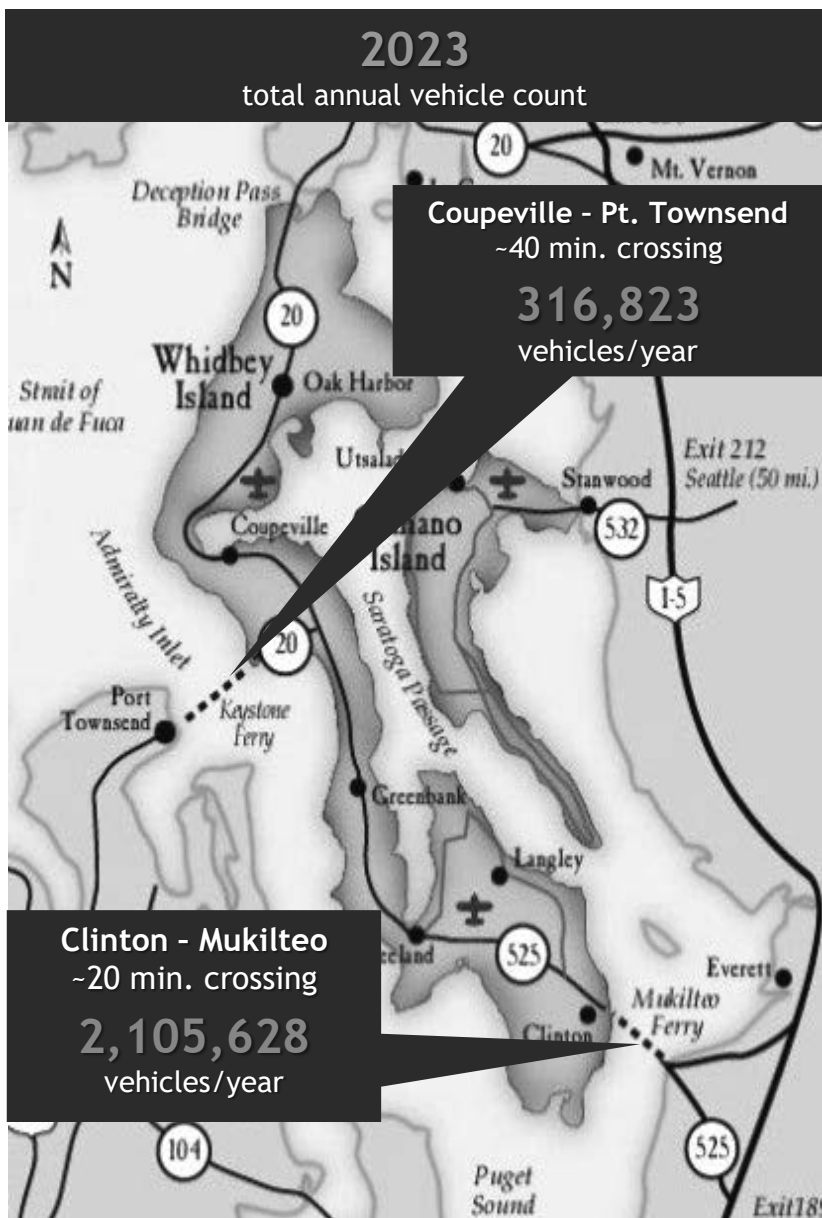 2023
total annual vehicle count
20
Mt. Vernon
Deception Pass
Bridge
Coupeville - Pt. Townsend
~40 min. crossing
316,823
vehicles/year
N
20
Whidbey
Island
Oak Harbor
Strait of
uan de Fuca
Exit 212
Seattle (50 mi.)
Stanwood
532
Coupeville
Island
I-5
Admiralty Inlet
Saratoga Passage
20
Port
Townsend
Keystone
Ferry
Greenbank
Langley
Clinton - Mukilteo
~20 min. crossing
2,105,628
vehicles/year
525
Everett
Mukilteo
Ferry
Clinton
104
525
Puget
Sound